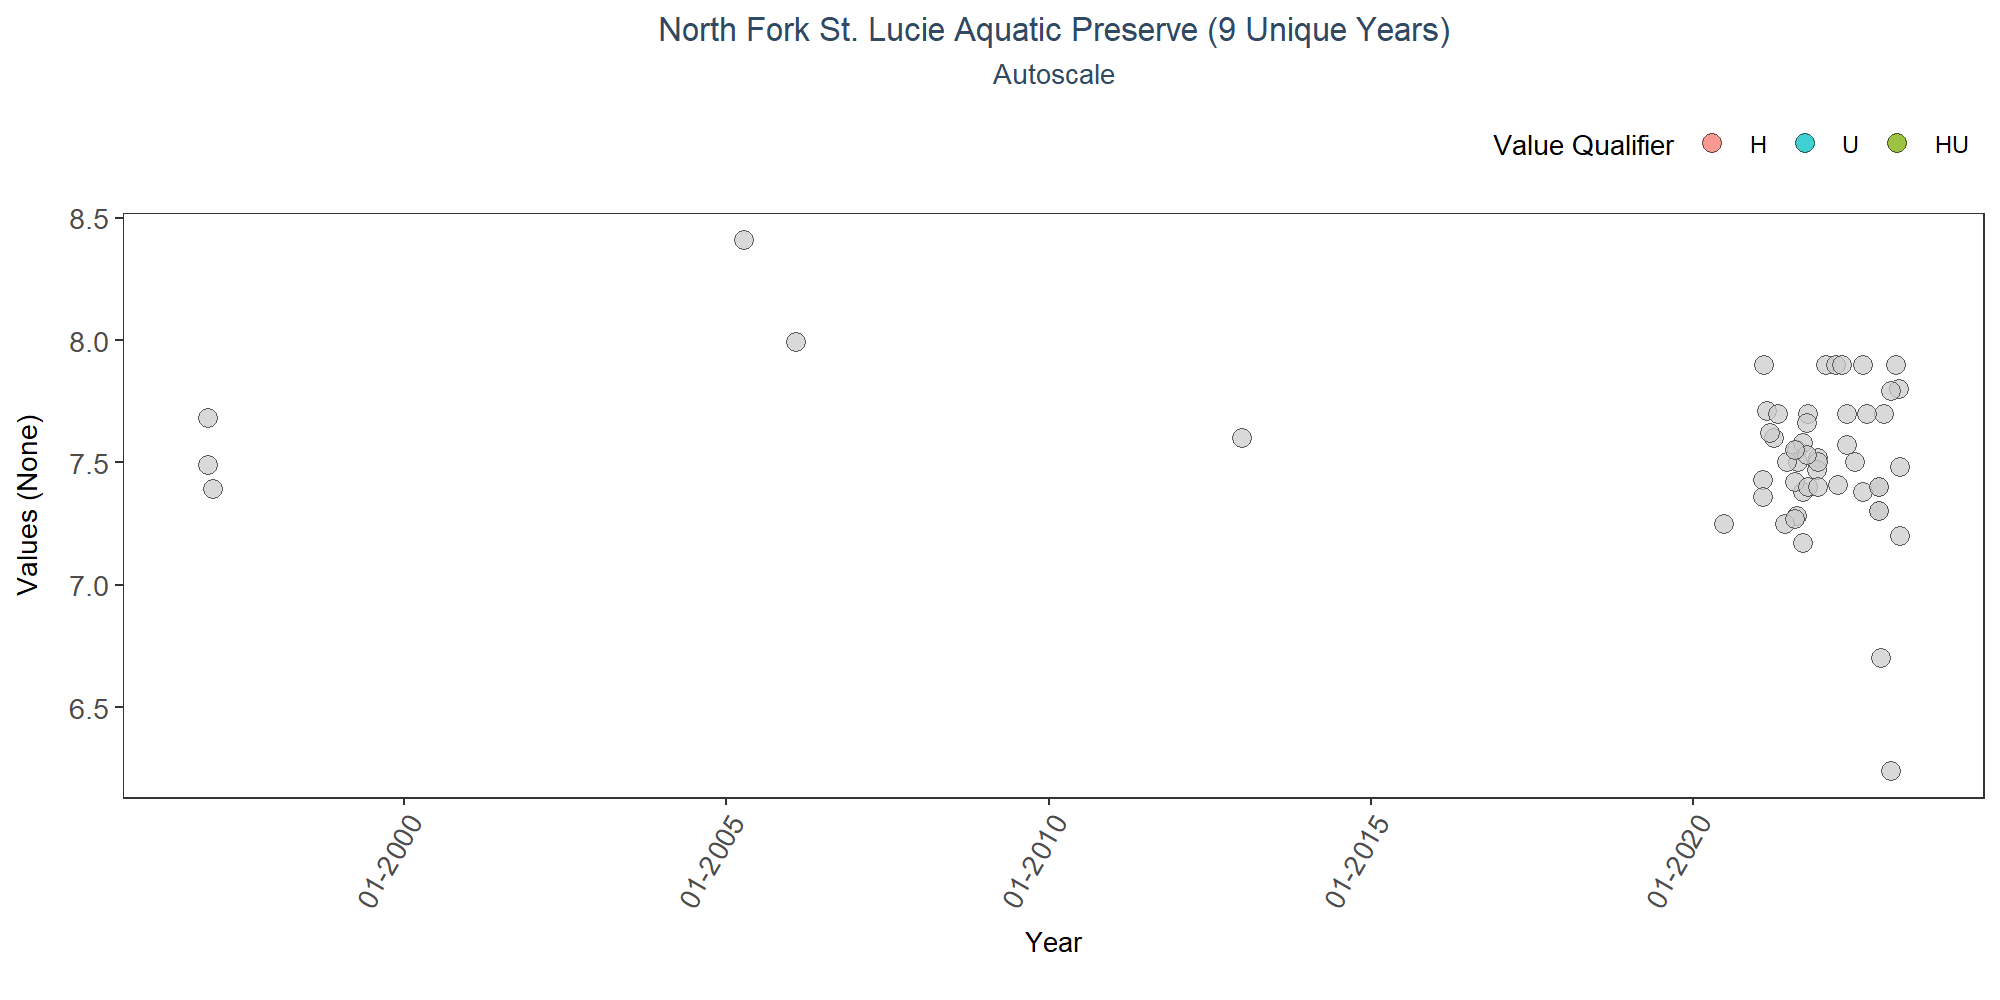 North Fork St. Lucie Aquatic Preserve (9 Unique Years)
Autoscale
Value Qualifier H U HU
8.5
8.0
7.5
7.0
6.5
Values (None)
01-2000 01-2005 01-2010 01-2015 01-2020
Year